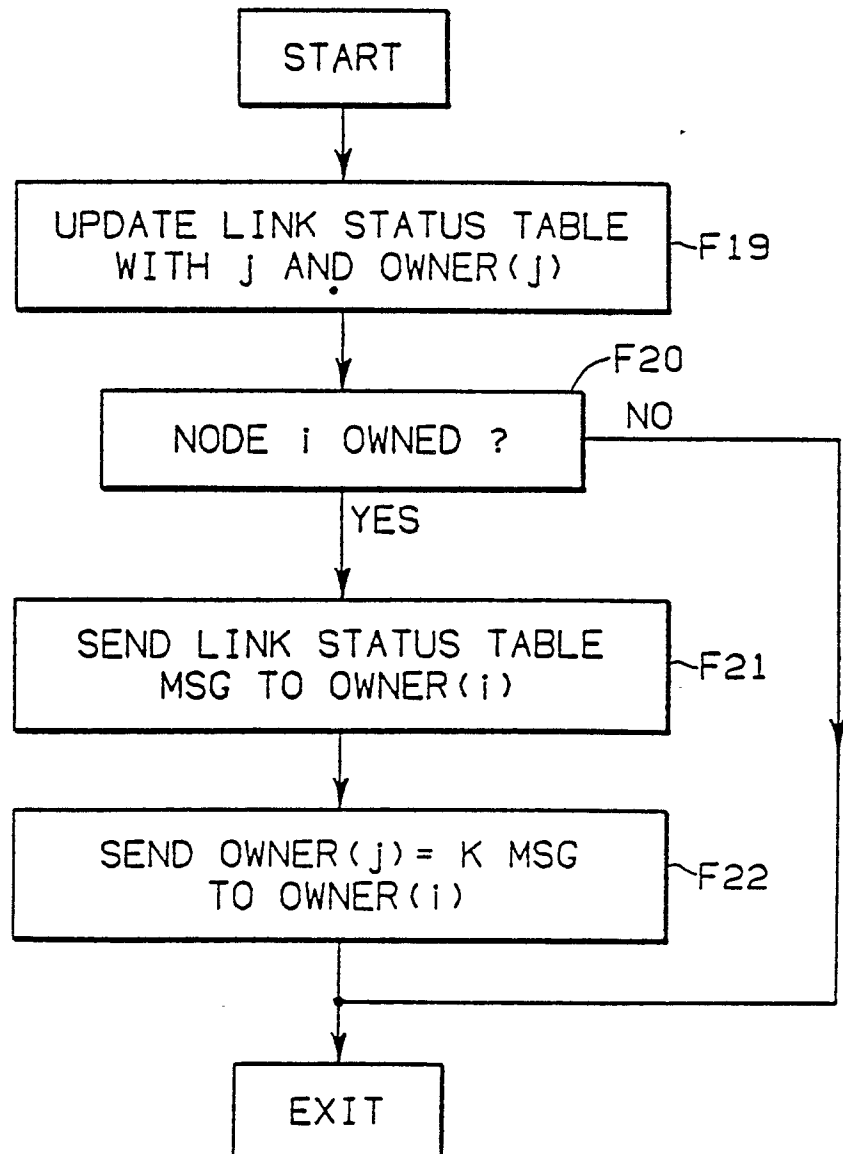 START
UPDATE LINK STATUS TABLE
WITH j AND OWNER(j)
F19
F20
NODE i OWNED ?
NO
YES
SEND LINK STATUS TABLE
MSG TO OWNER(i)
F21
SEND OWNER(j)= K MSG
TO OWNER(i)
F22
EXIT